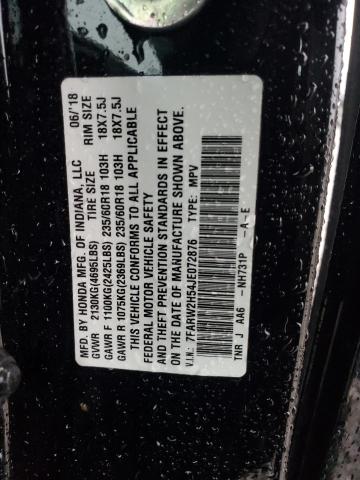 MFD. BY HONDA MFG. OF INDIANA, LLC 06/'18
GVWR 2130KG(4695LBS) TIRE SIZE RIM SIZE
GAWR F 1100KG(2425LBS) 235/60R18 103H 18X7.5J
GAWR R 1075KG(2369LBS) 235/60R18 103H 18X7.5J
THIS VEHICLE CONFORMS TO ALL APPLICABLE
FEDERAL MOTOR VEHICLE SAFETY
AND THEFT PREVENTION STANDARDS IN EFFECT
ON THE DATE OF MANUFACTURE SHOWN ABOVE.
V.I.N.: 7FARW2H54JE072876 TYPE: MPV
TNR J AA6 -NH731P -A -E